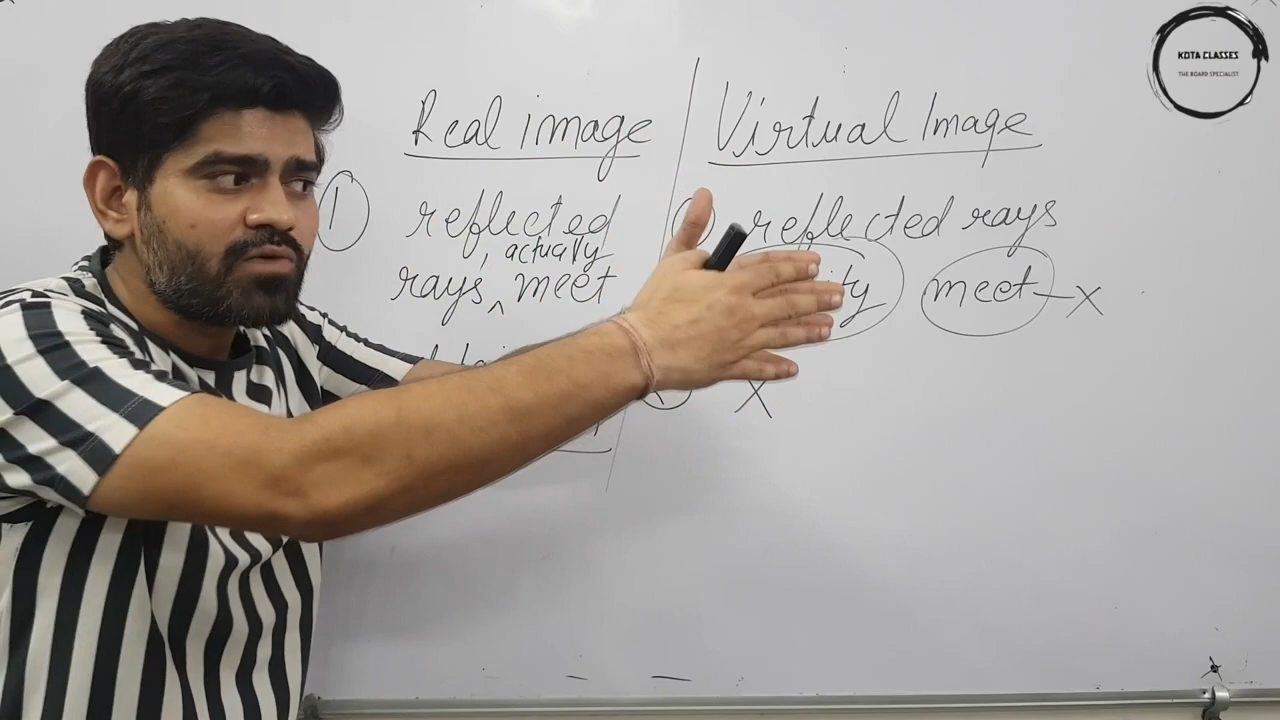 KOTA CLASSES
THE BOARD SPECIALIST
Real image
1 reflected
actually
rays, meet
Virtual Image
reflected rays
meet - x
x